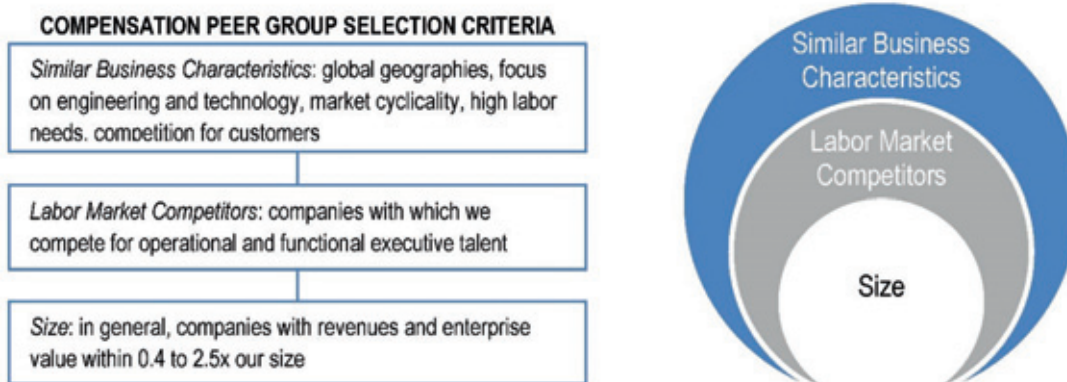 COMPENSATION PEER GROUP SELECTION CRITERIA
Similar Business Characteristics: global geographies, focus
on engineering and technology, market cyclicality, high labor
needs, competition for customers
Labor Market Competitors: companies with which we
compete for operational and functional executive talent
Size: in general, companies with revenues and enterprise
value within 0.4 to 2.5x our size
Similar Business
Characteristics
Labor Market
Competitors
Size